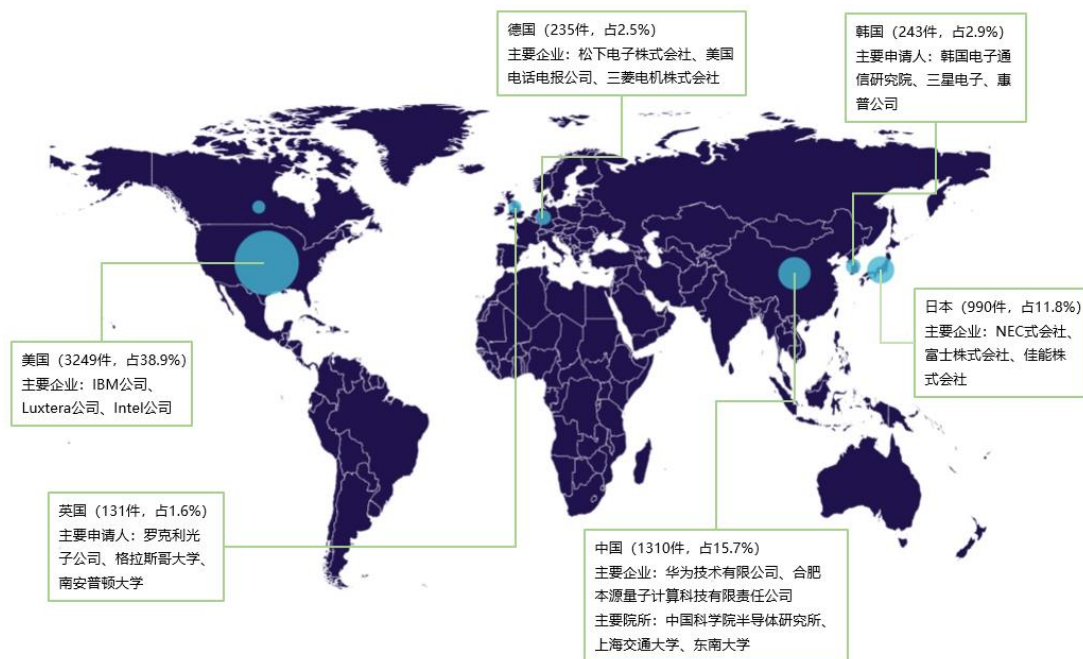 德国（235件，占2.5%）
主要企业：松下电子株式会社、美国
电话电报公司、三菱电机株式会社
韩国（243件，占2.9%）
主要申请人：韩国电子通
信研究院、三星电子、惠
普公司
日本（990件，占11.8%）
主要企业：NEC式会社、
富士株式会社、佳能株
式会社
美国（3249件，占38.9%）
主要企业：IBM公司、
Luxtera公司、Intel公司
英国（131件，占1.6%）
主要申请人：罗克利光
子公司、格拉斯哥大学、
南安普顿大学
中国（1310件，占15.7%）
主要企业：华为技术有限公司、合肥
本源量子计算科技有限责任公司
主要院所：中国科学院半导体研究所、
上海交通大学、东南大学